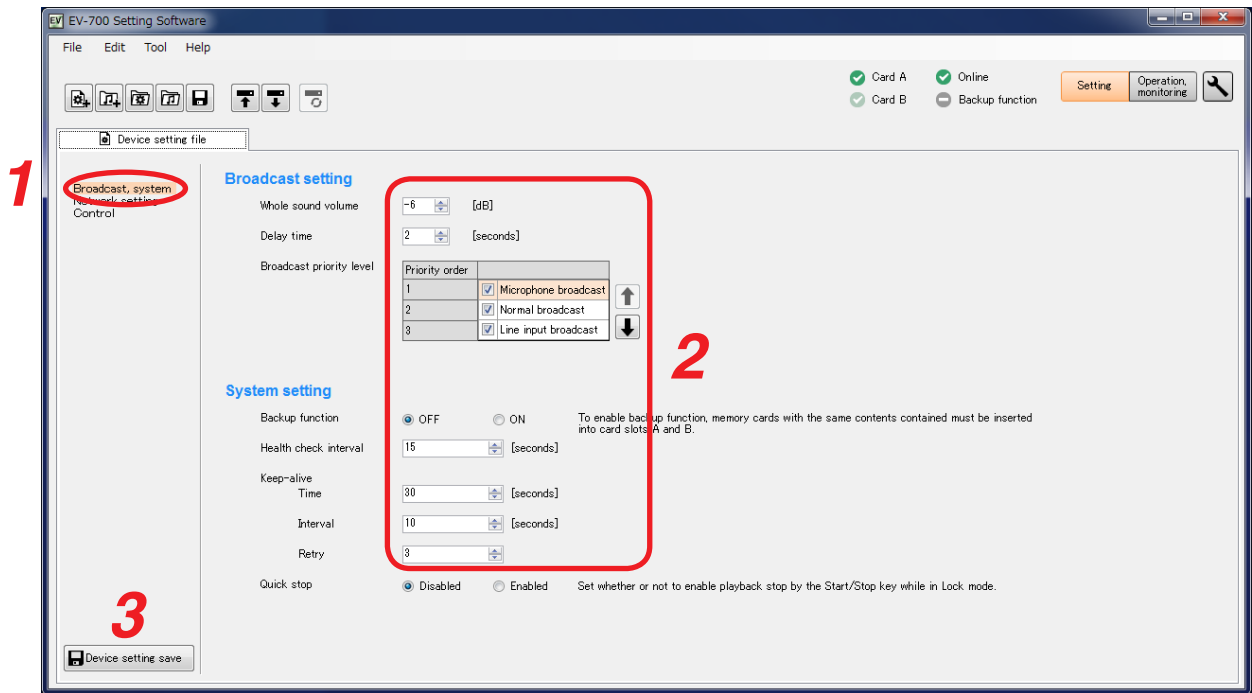 EV EV-700 Setting Software
File Edit Tool Help
Card A Online
Card B Backup function
Setting Operation, monitoring
Device setting file
1
Broadcast, system
Network setting
Control
Broadcast setting
Whole sound volume -6 [dB]
Delay time 2 [seconds]
Broadcast priority level Priority order
1 Microphone broadcast
2 Normal broadcast
3 Line input broadcast
2
System setting
Backup function OFF ON To enable backup function, memory cards with the same contents contained must be inserted
into card slots A and B.
Health check interval 15 [seconds]
Keep-alive
Time 30 [seconds]
Interval 10 [seconds]
Retry 3
Quick stop Disabled Enabled Set whether or not to enable playback stop by the Start/Stop key while in Lock mode.
3
Device setting save